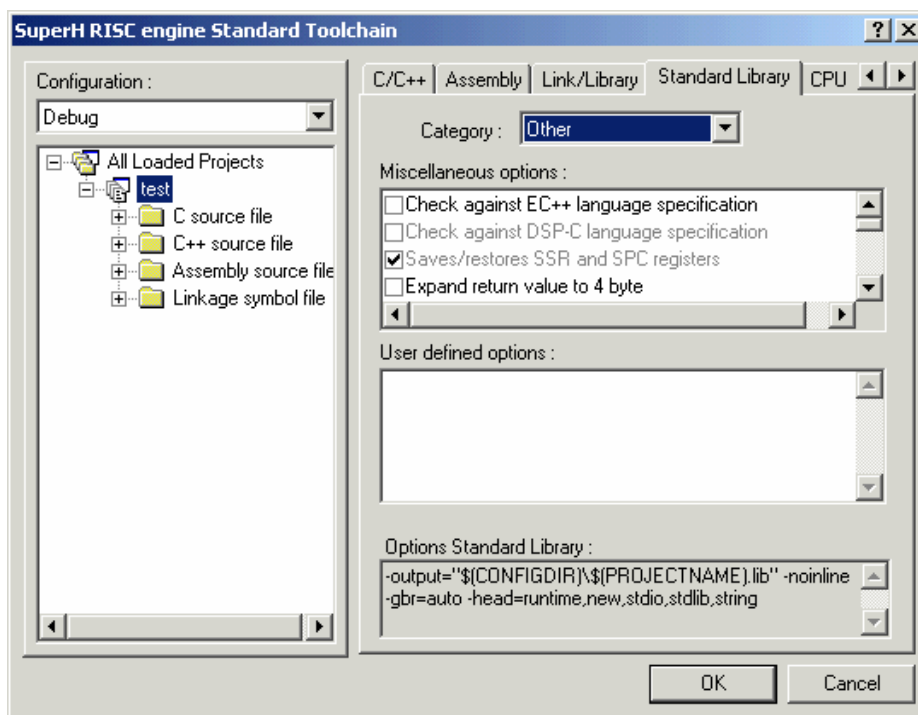 SuperH RISC engine Standard Toolchain
Configuration :
Debug
All Loaded Projects
test
C source file
C++ source file
Assembly source file
Linkage symbol file
C/C++
Assembly
Link/Library
Standard Library
CPU
Category :
Other
Miscellaneous options :
Check against EC++ language specification
Check against DSP-C language specification
Saves/restores SSR and SPC registers
Expand return value to 4 byte
User defined options :
Options Standard Library :
-output="$(CONFIGDIR)\$(PROJECTNAME).lib" -noinline
-gbr=auto -head=runtime,new,stdio,stdlib,string
OK
Cancel